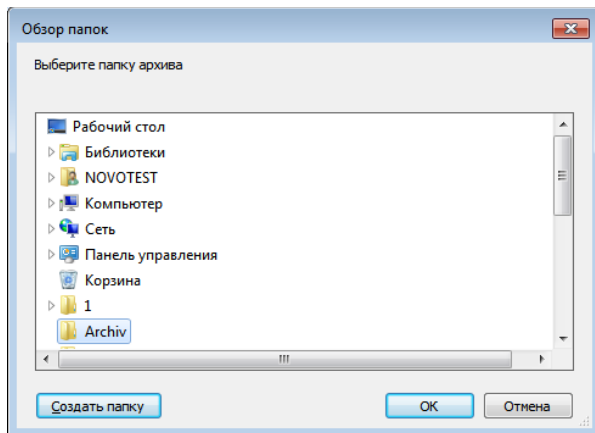 Обзор папок
Выберите папку архива
Рабочий стол
Библиотеки
NOVOTEST
Компьютер
Сеть
Панель управления
Корзина
1
Archiv
Создать папку
ОК
Отмена